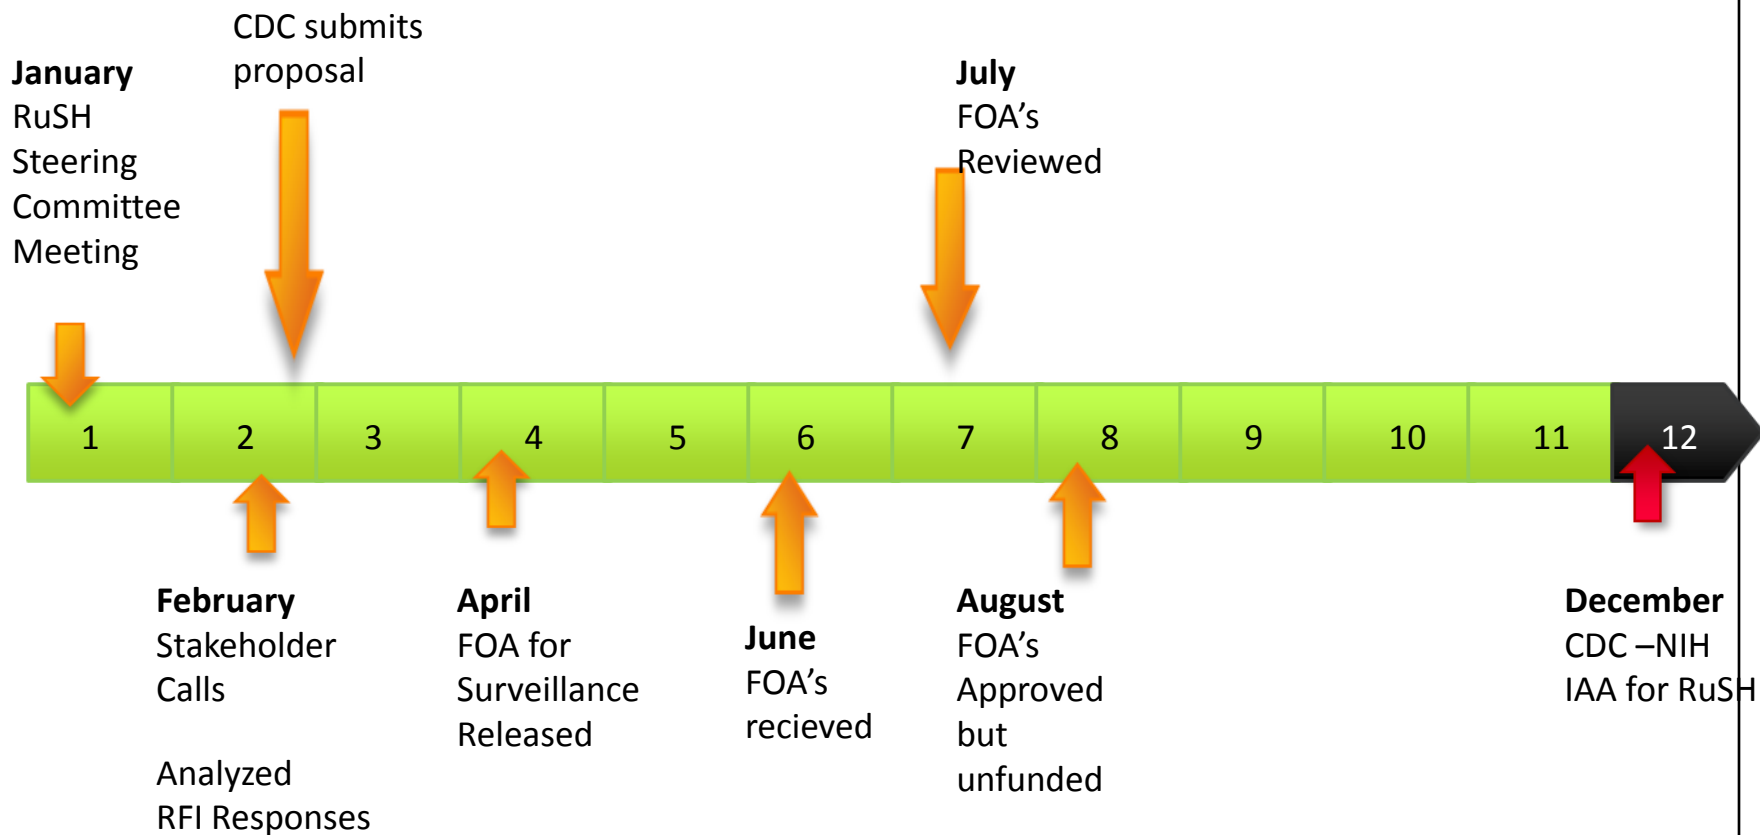 CDC submits
proposal
January
RuSH
Steering
Committee
Meeting
July
FOA's
Reviewed
1 2 3 4 5 6 7 8 9 10 11 12
February
Stakeholder
Calls
Analyzed
RFI Responses
April
FOA for
Surveillance
Released
June
FOA's
recieved
August
FOA's
Approved
but
unfunded
December
CDC –NIH
IAA for RuSH